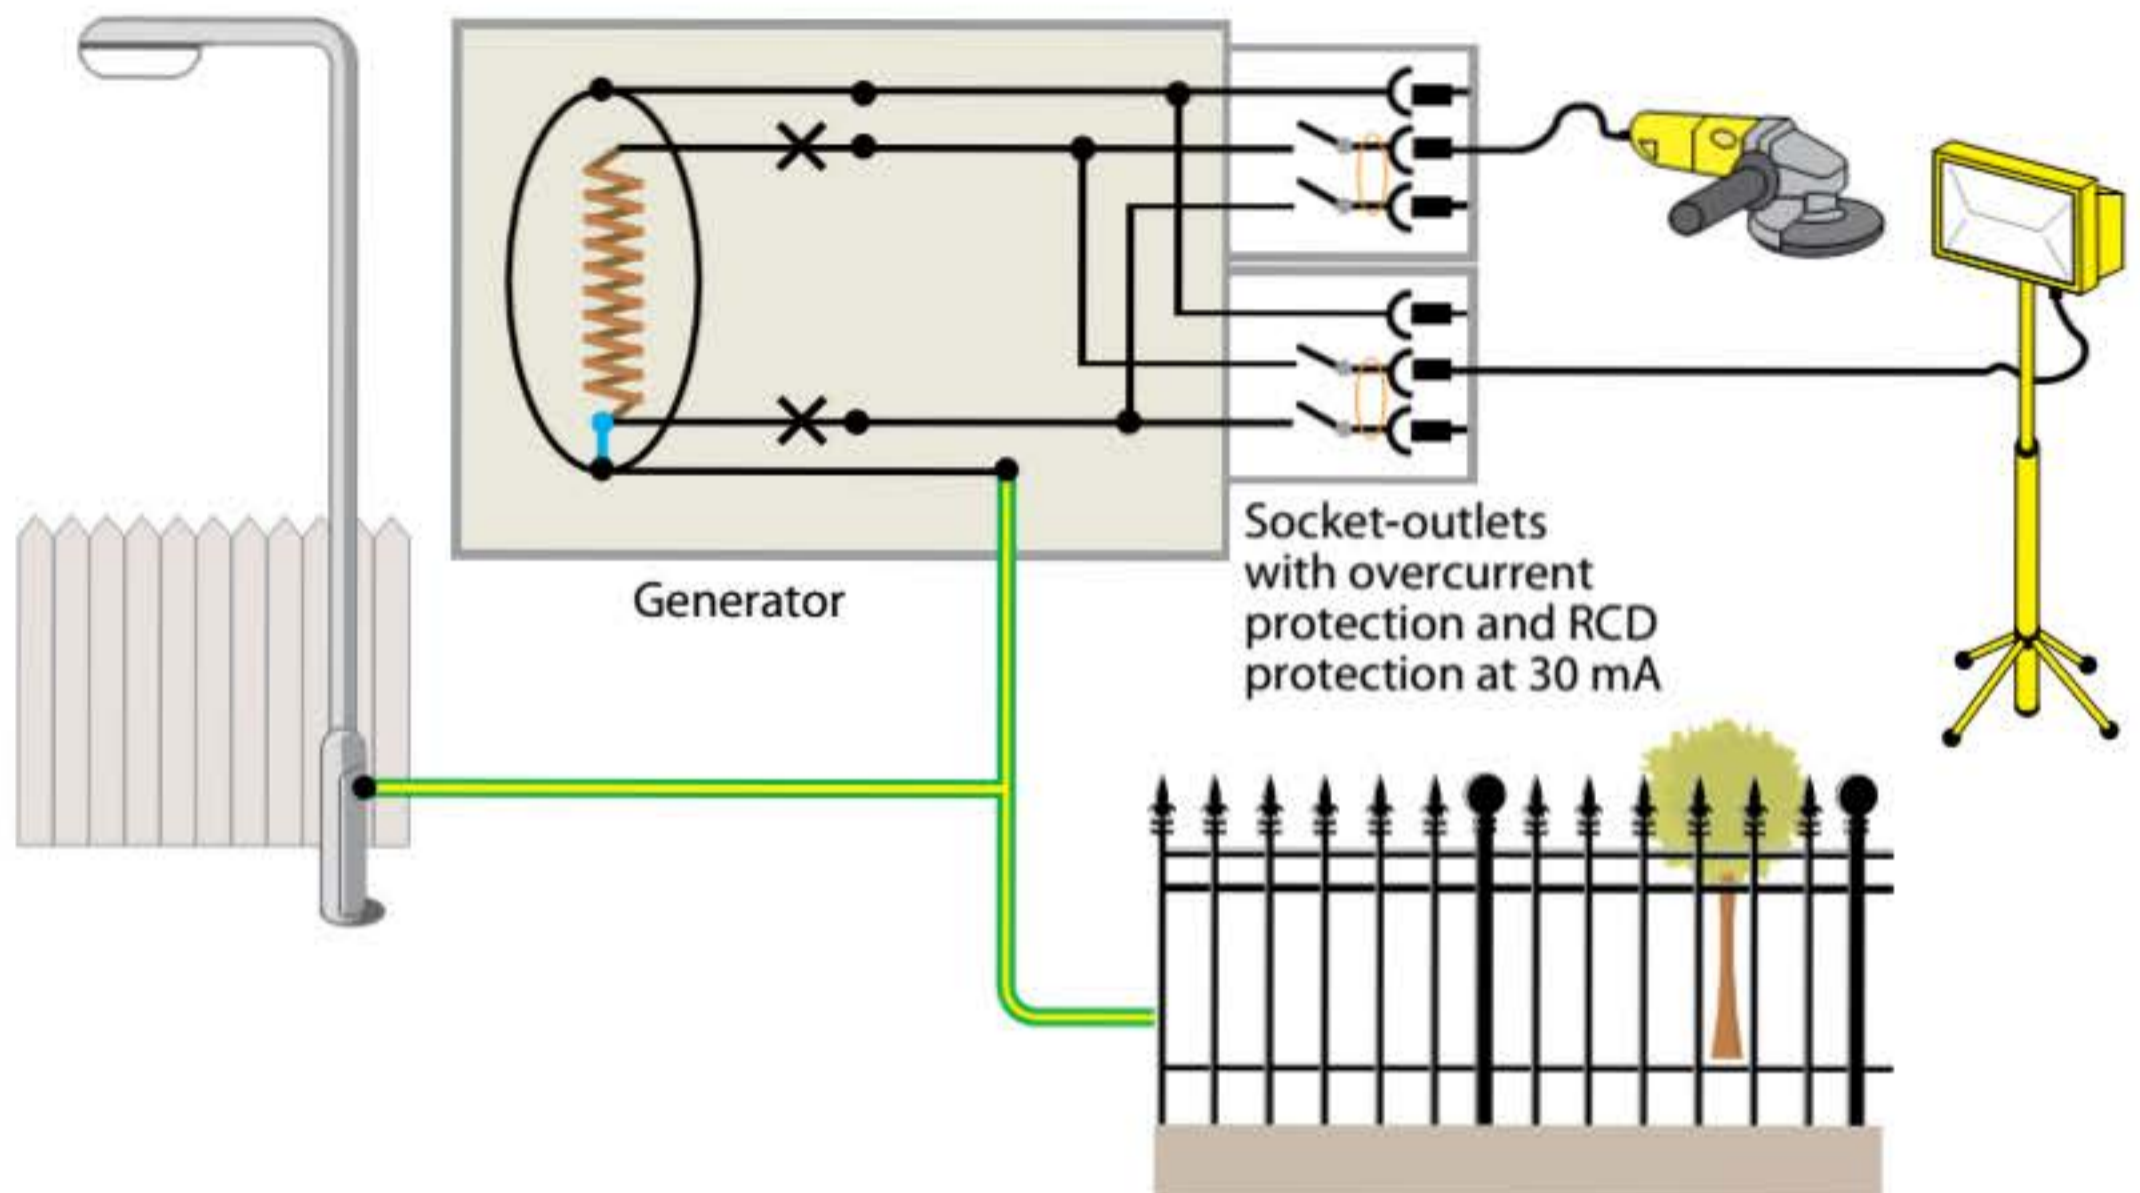 Generator
Socket-outlets
with overcurrent
protection and RCD
protection at 30 mA